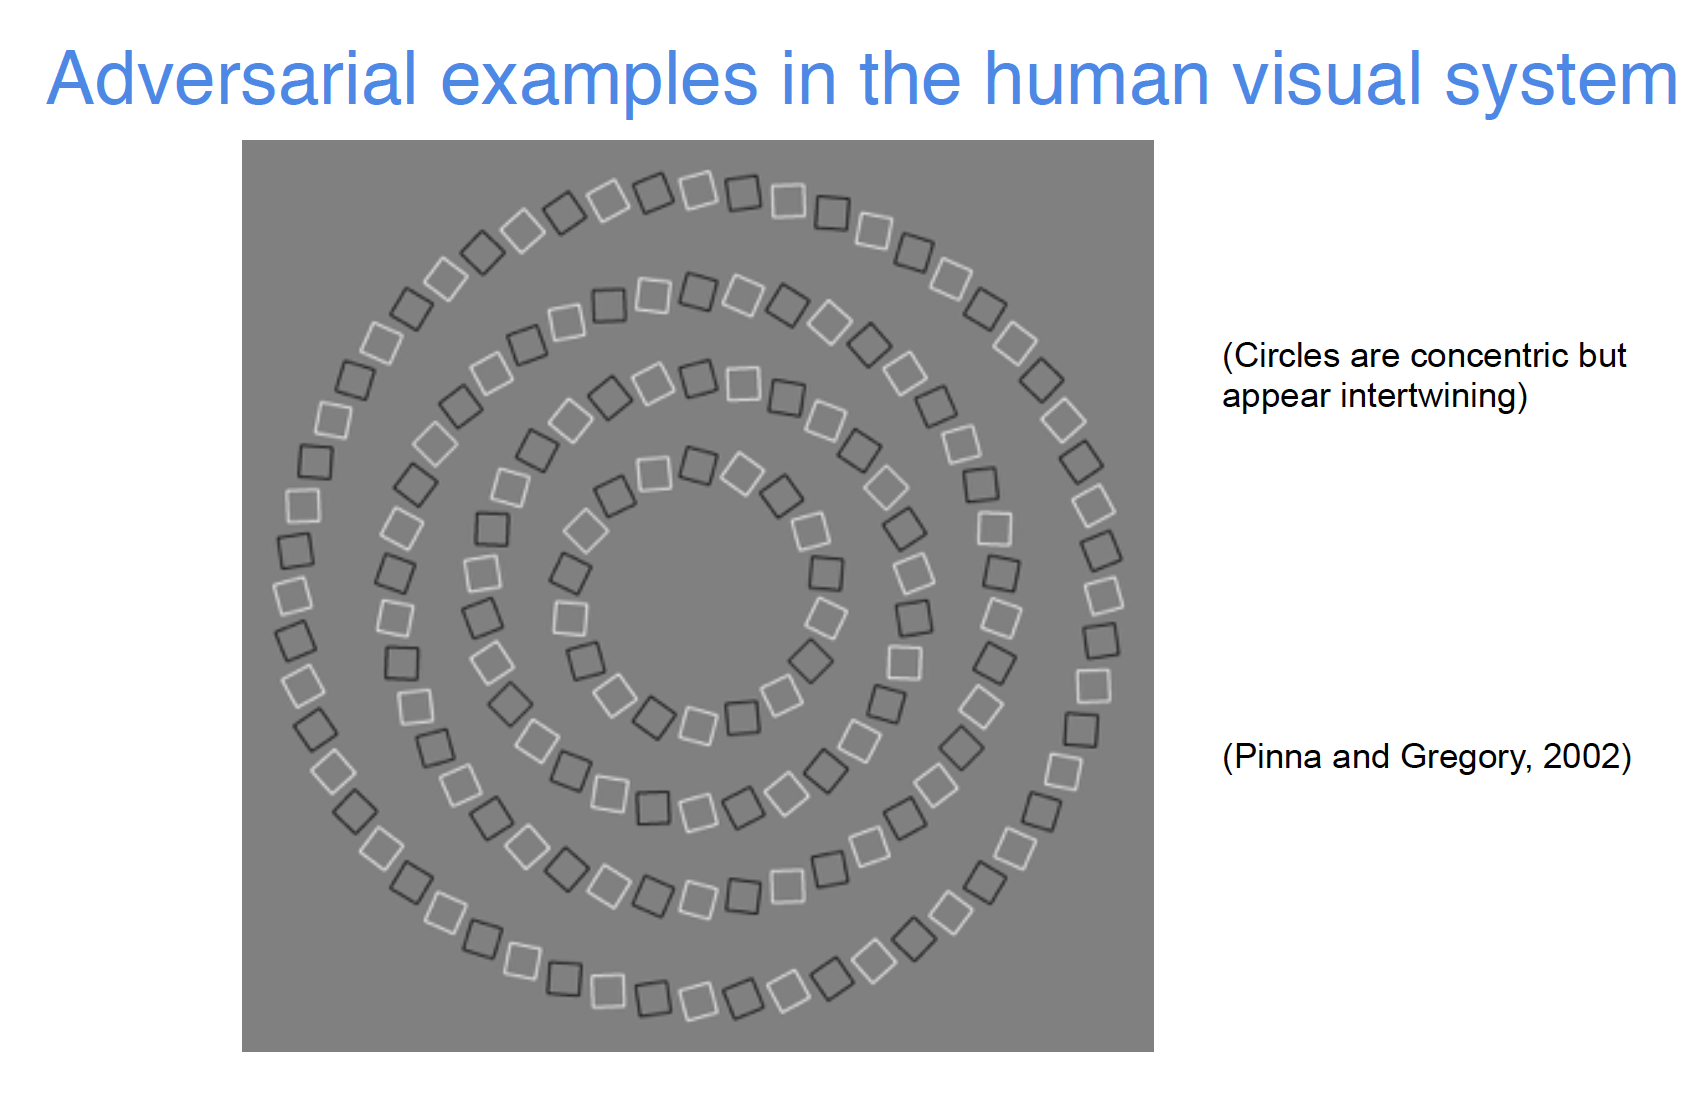 Adversarial examples in the human visual system
(Circles are concentric but
appear intertwining)
(Pinna and Gregory, 2002)